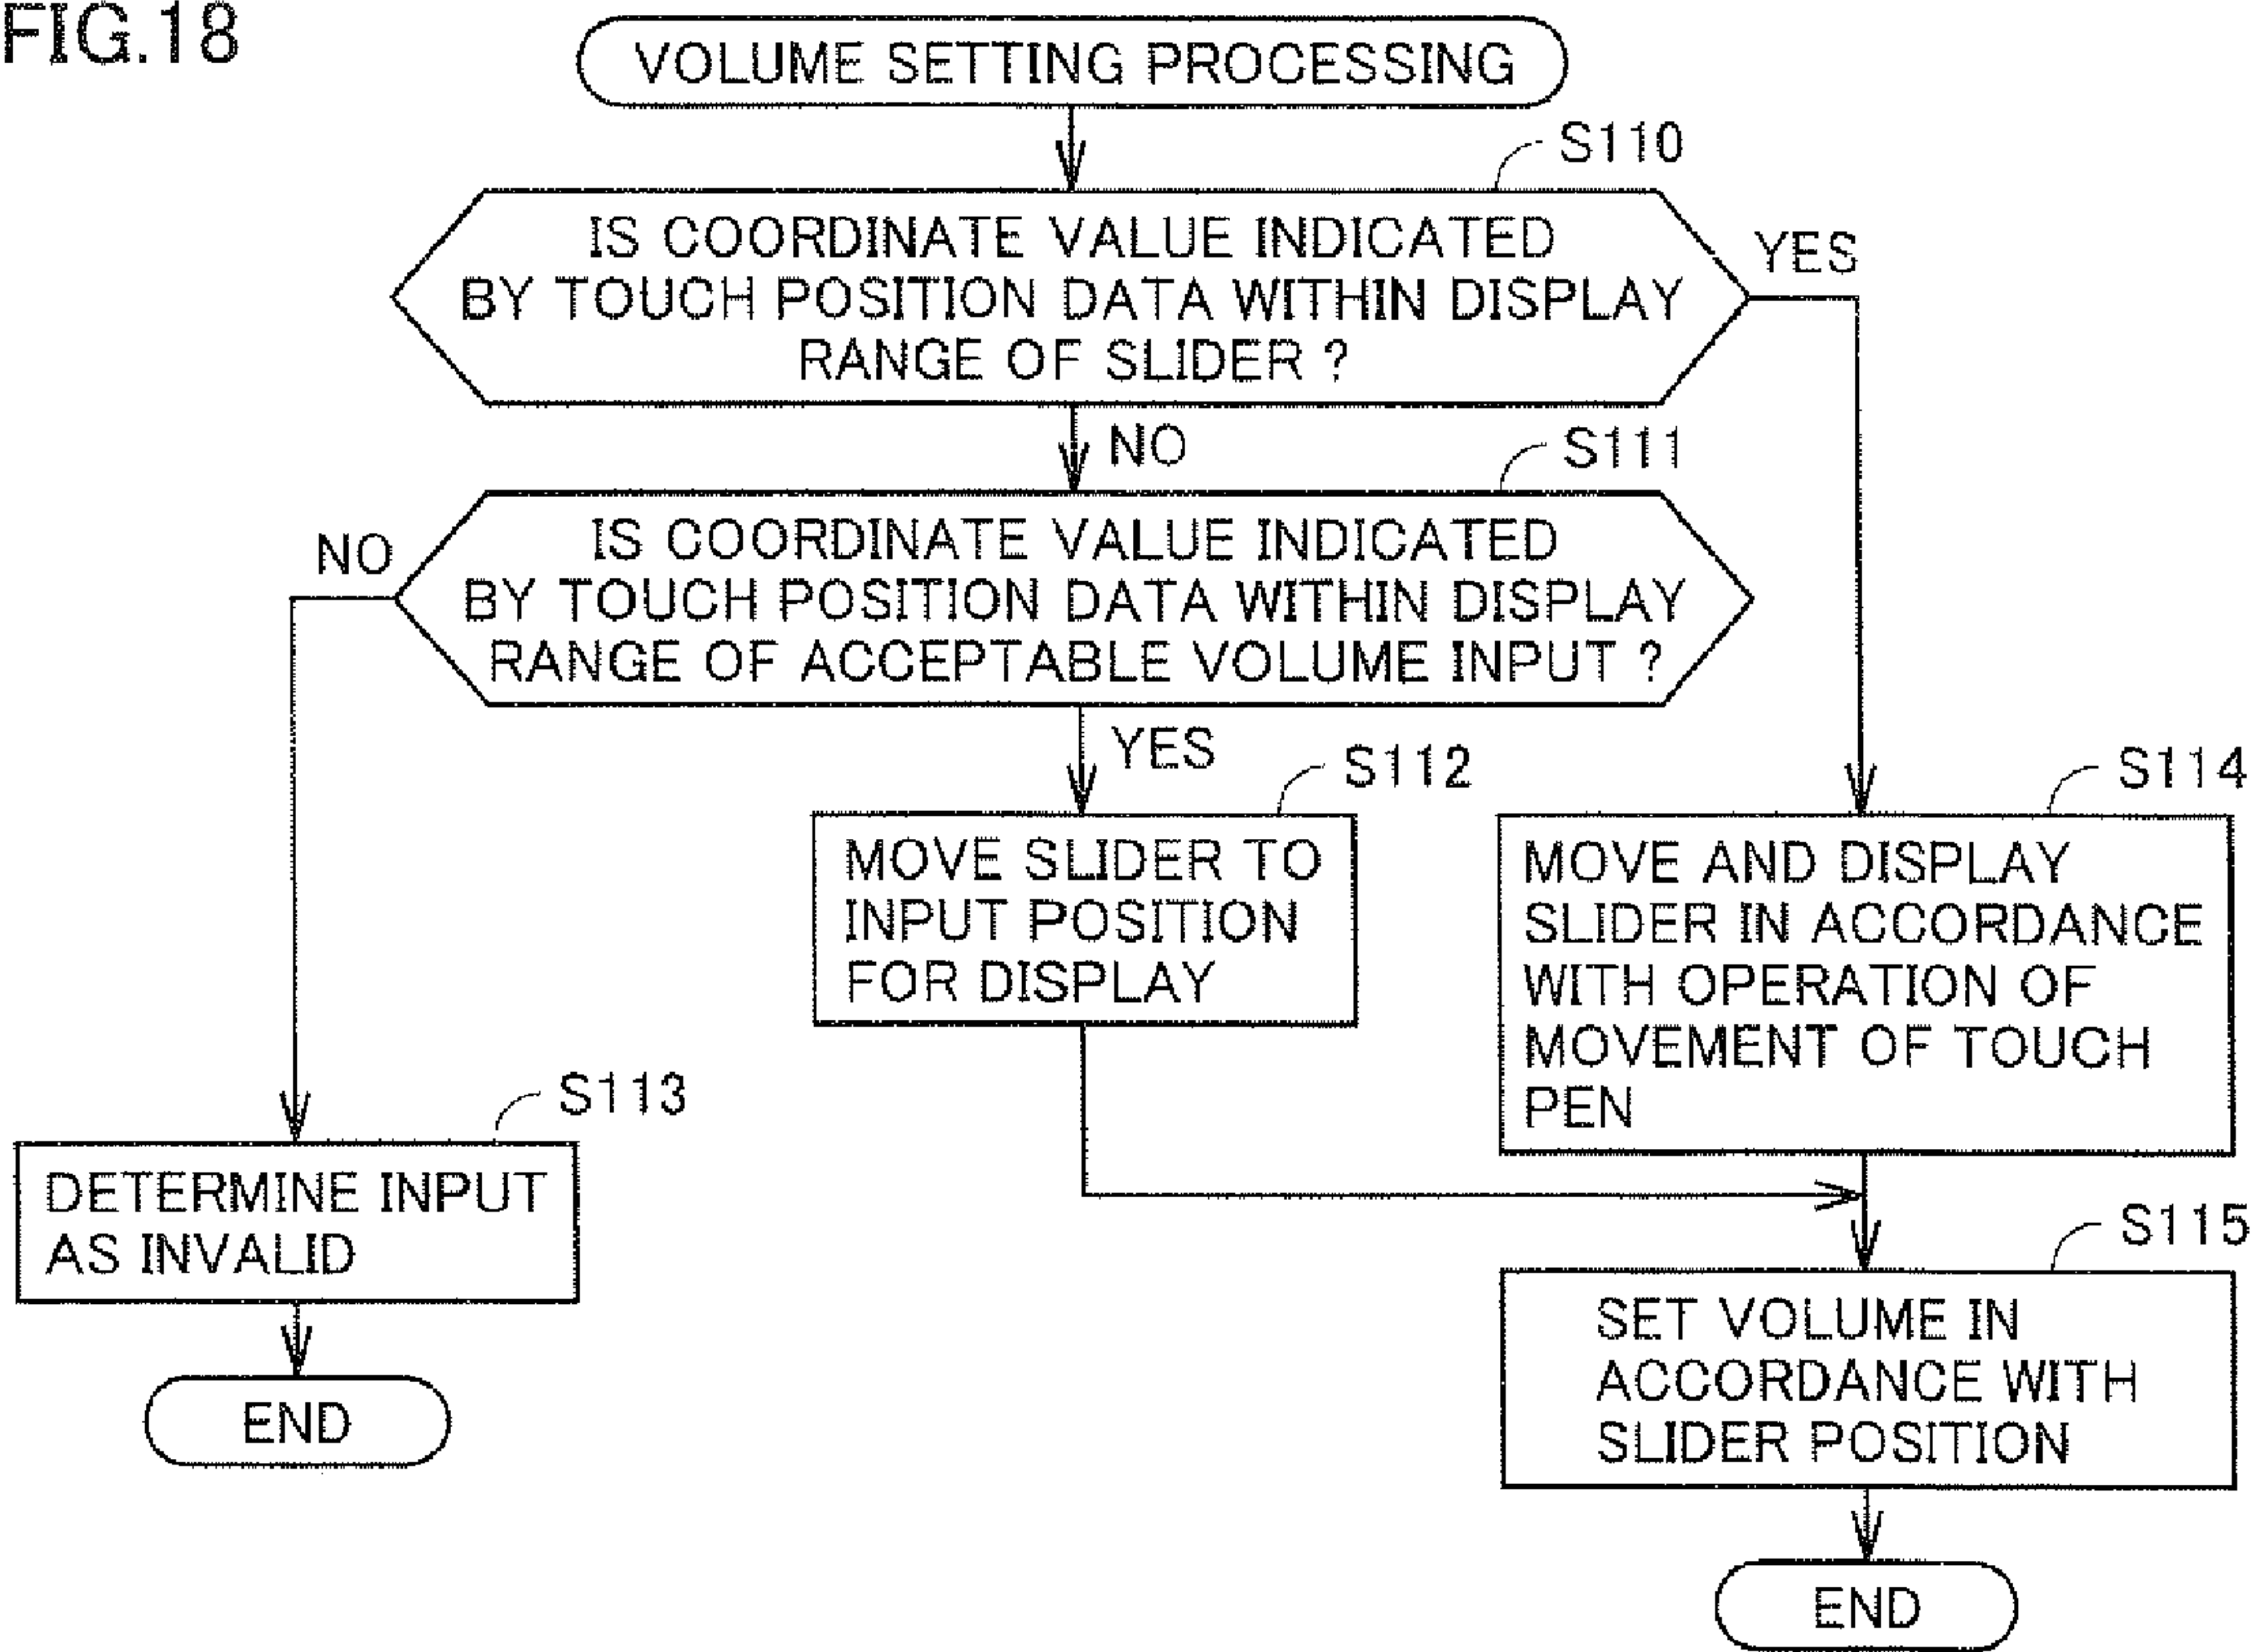 FIG.18
VOLUME SETTING PROCESSING
S110
IS COORDINATE VALUE INDICATED
BY TOUCH POSITION DATA WITHIN DISPLAY
RANGE OF SLIDER ?
YES
NO
S111
IS COORDINATE VALUE INDICATED
BY TOUCH POSITION DATA WITHIN DISPLAY
RANGE OF ACCEPTABLE VOLUME INPUT ?
NO
YES
S112
MOVE SLIDER TO
INPUT POSITION
FOR DISPLAY
S114
MOVE AND DISPLAY
SLIDER IN ACCORDANCE
WITH OPERATION OF
MOVEMENT OF TOUCH
PEN
S113
DETERMINE INPUT
AS INVALID
END
S115
SET VOLUME IN
ACCORDANCE WITH
SLIDER POSITION
END